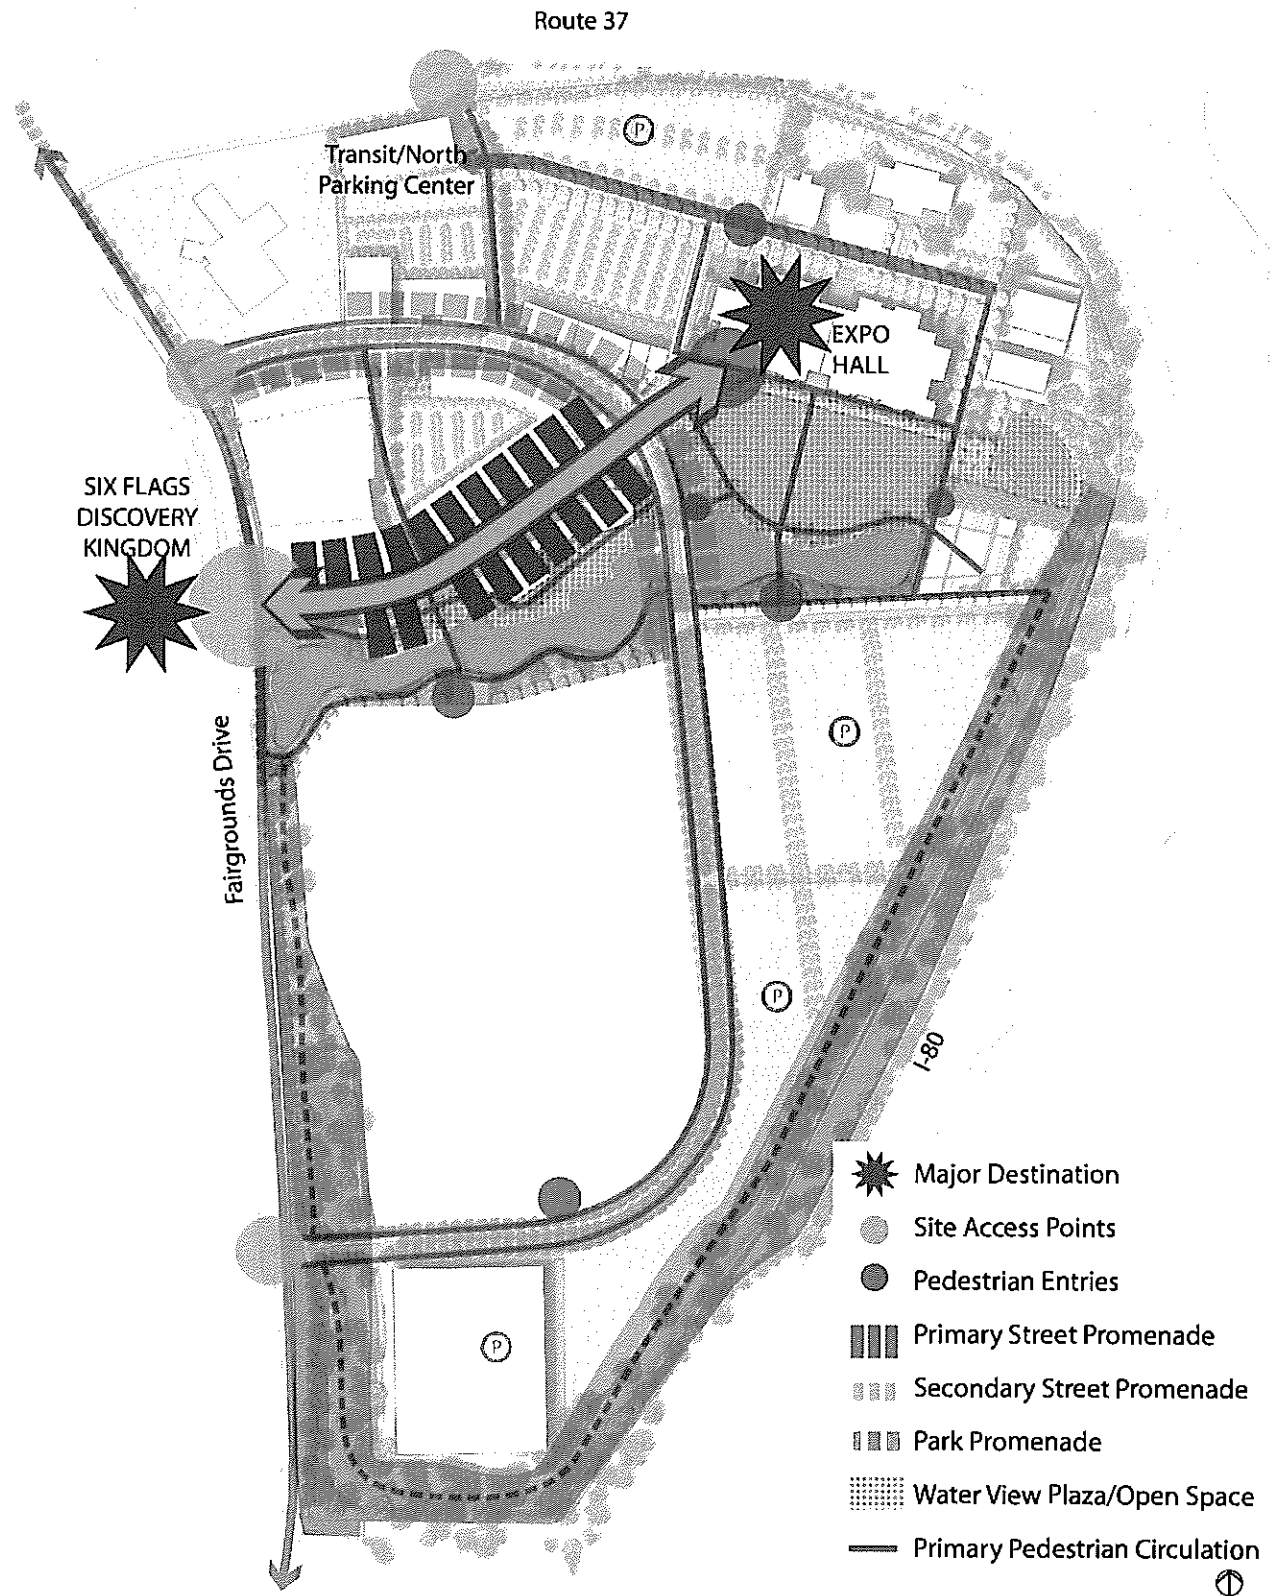 Route 37
P
Transit/North
Parking Center
EXPO
HALL
SIX FLAGS
DISCOVERY
KINGDOM
Fairgrounds Drive
P
P
I-80
P
Major Destination
Site Access Points
Pedestrian Entries
Primary Street Promenade
Secondary Street Promenade
Park Promenade
Water View Plaza/Open Space
Primary Pedestrian Circulation